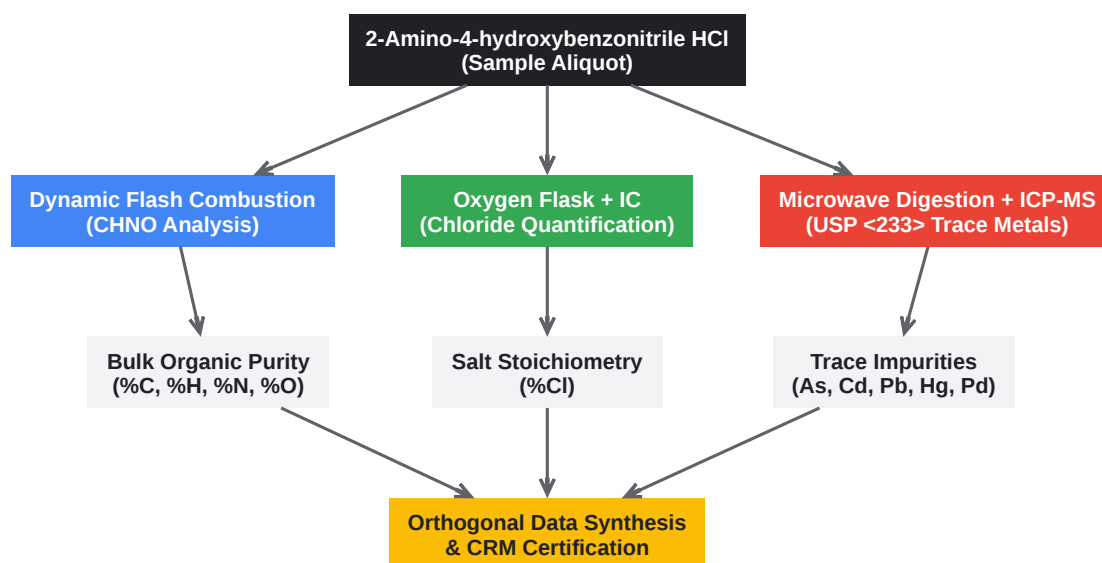 2-Amino-4-hydroxybenzonitrile HCl
(Sample Aliquot)
Dynamic Flash Combustion
(CHNO Analysis)
Oxygen Flask + IC
(Chloride Quantification)
Microwave Digestion + ICP-MS
(USP <233> Trace Metals)
Bulk Organic Purity
(%C, %H, %N, %O)
Salt Stoichiometry
(%Cl)
Trace Impurities
(As, Cd, Pb, Hg, Pd)
Orthogonal Data Synthesis
& CRM Certification